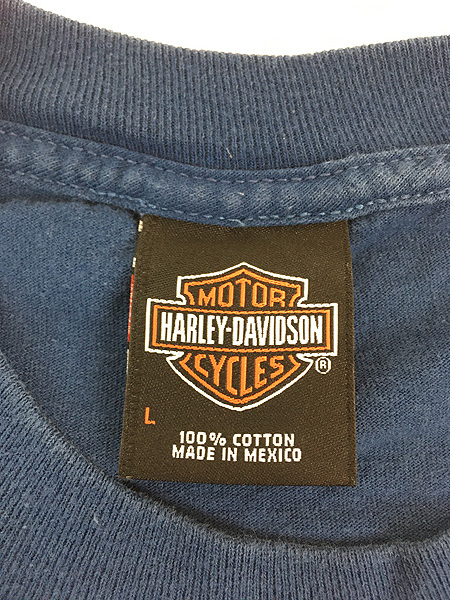 MOTOR
HARLEY-DAVIDSON
CYCLES ®
L
100% COTTON
MADE IN MEXICO